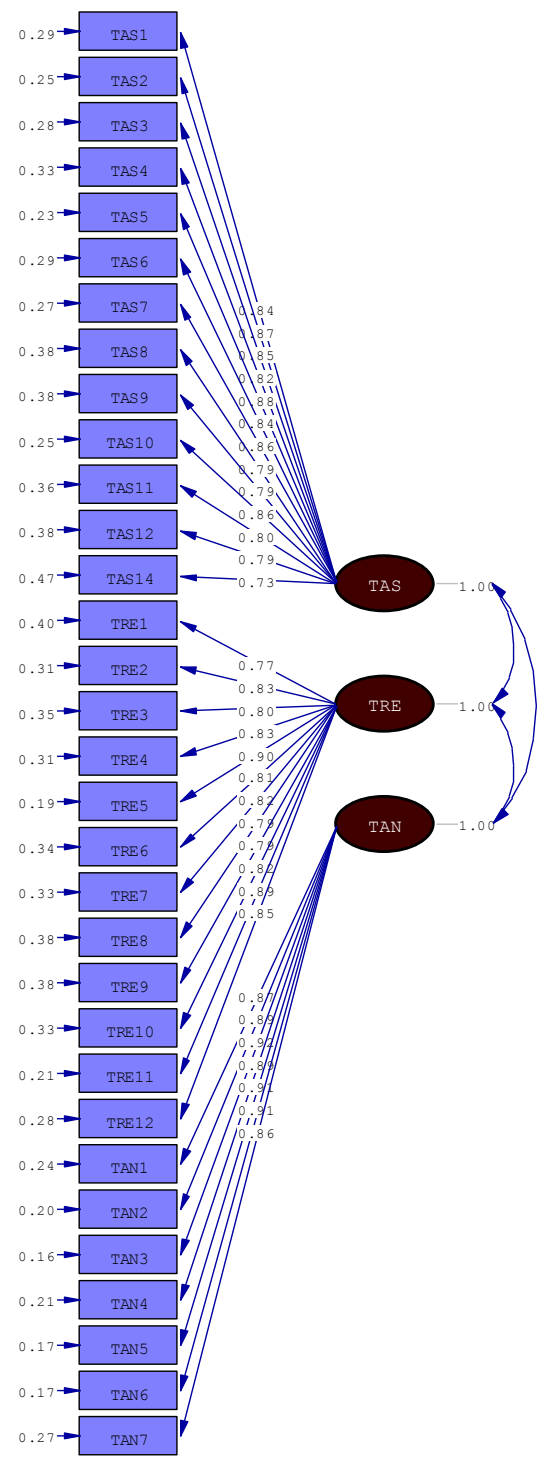 0.29 TAS1
0.25 TAS2
0.28 TAS3
0.33 TAS4
0.23 TAS5
0.29 TAS6
0.27 TAS7
0.84
0.87
0.38 TAS8
0.85
0.82
0.38 TAS9
0.88
0.84
0.25 TAS10
0.86
0.79
0.36 TAS11
0.79
0.86
0.38 TAS12
0.80
0.79
0.47 TAS14
0.73
TAS 1.00
0.40 TRE1
0.31 TRE2
0.77
0.83
0.35 TRE3
0.80
TRE 1.00
0.83
0.31 TRE4
0.90
0.81
0.19 TRE5
0.82
0.79
TAN 1.00
0.34 TRE6
0.79
0.82
0.33 TRE7
0.89
0.85
0.38 TRE8
0.38 TRE9
0.87
0.89
0.33 TRE10
0.92
0.89
0.21 TRE11
0.91
0.91
0.28 TRE12
0.86
0.24 TAN1
0.20 TAN2
0.16 TAN3
0.21 TAN4
0.17 TAN5
0.17 TAN6
0.27 TAN7